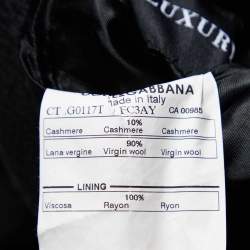 LUXURY
GABBANA
made in Italy
CT .G0117T / FC3AY CA 00985
10%
Cashmere Cashmere Cashmere
90%
Lana vergine Virgin wool Virgin wool
LINING
100%
Viscosa Rayon Rayon